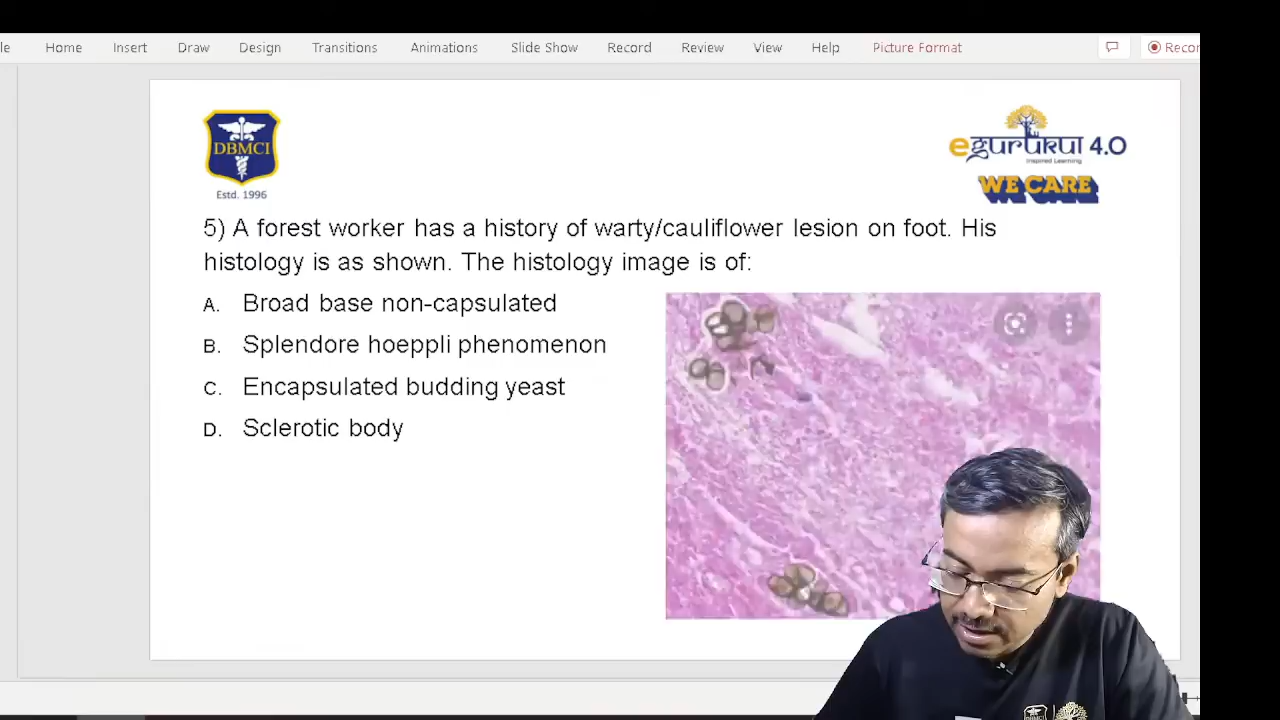 le Home Insert Draw Design Transitions Animations Slide Show Record Review View Help Picture Format Recor
DBMCI
Estd. 1996
eGurukul 4.0
Inspired Learning
WE CARE
5) A forest worker has a history of warty/cauliflower lesion on foot. His
histology is as shown. The histology image is of:
A. Broad base non-capsulated
B. Splendore hoeppli phenomenon
C. Encapsulated budding yeast
D. Sclerotic body